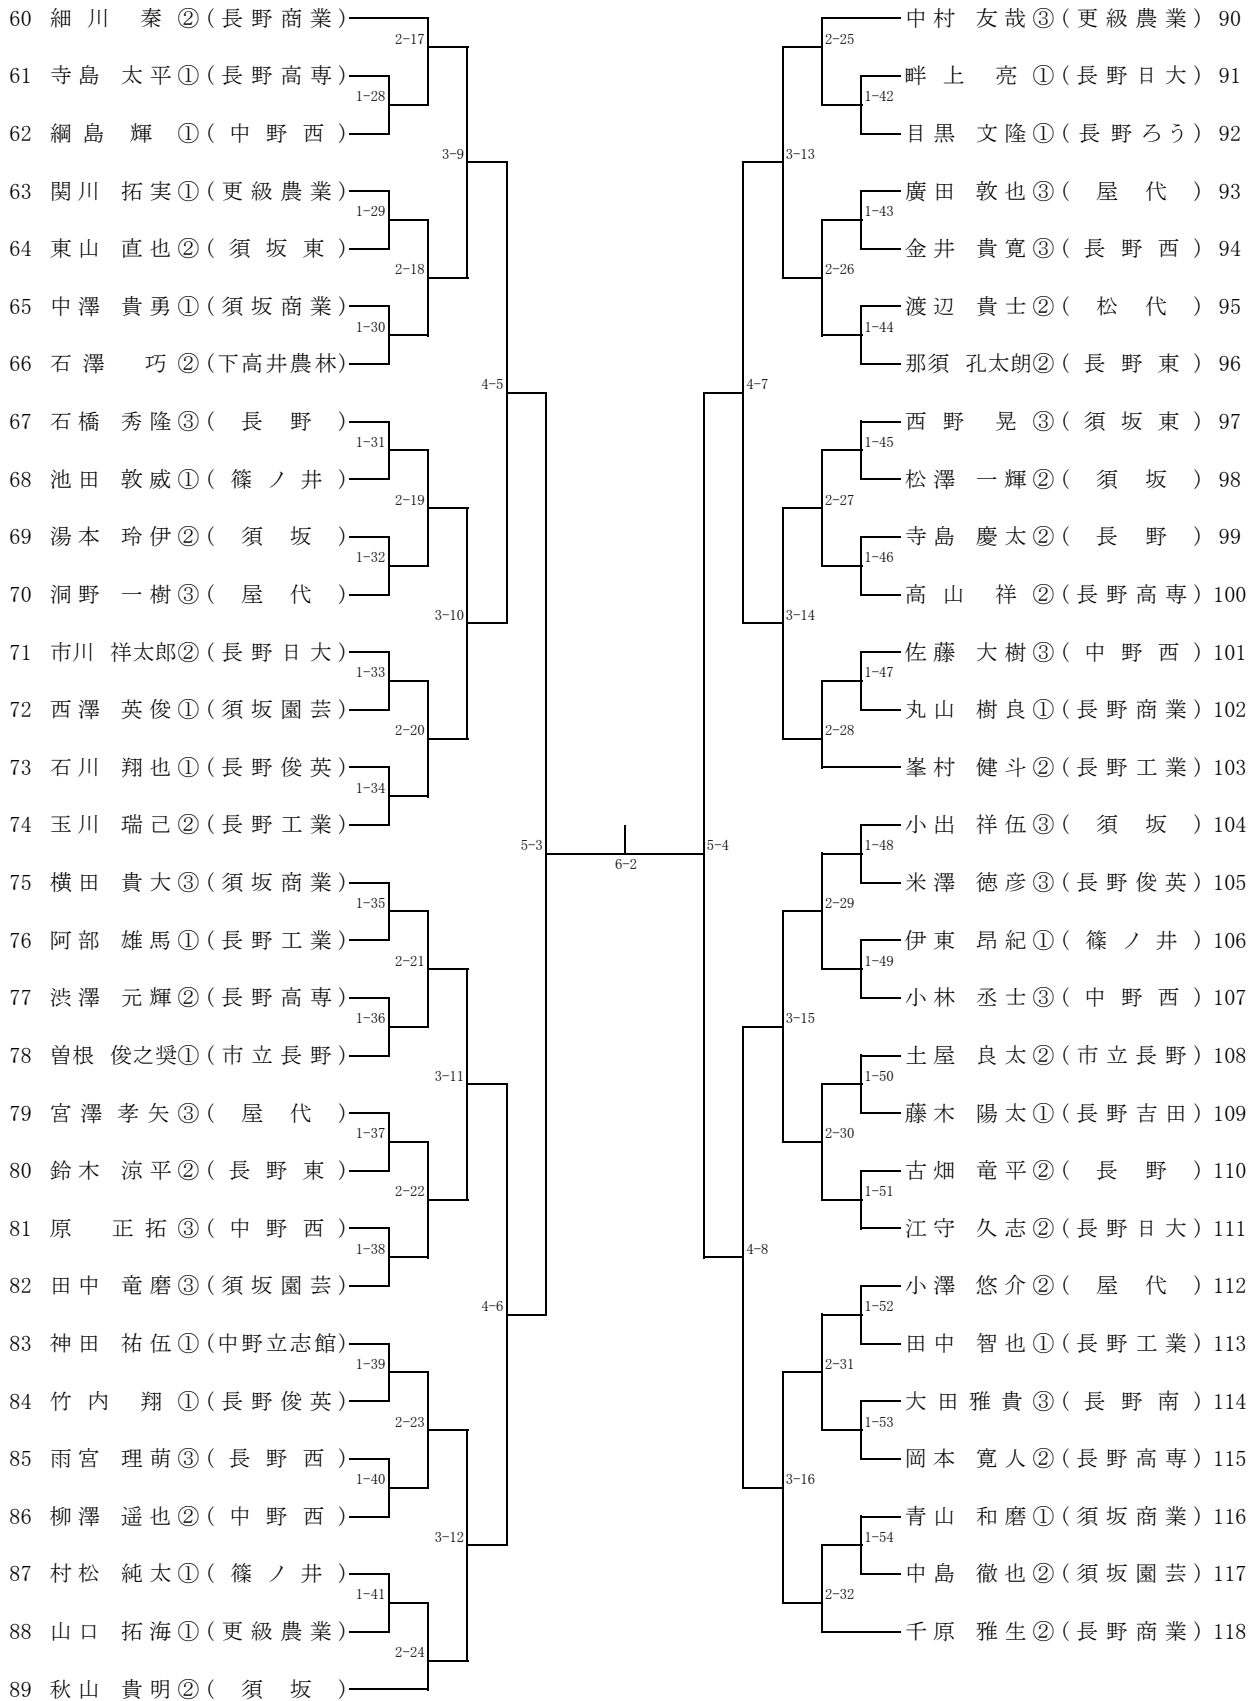 60 細川 秦②(長野商業)
2-17
61 寺島 太平①(長野高専)
1-28
62 綱島 輝①(中野西)
3-9
63 関川 拓実①(更級農業)
1-29
64 東山 直也②(須坂東)
2-18
65 中澤 貴勇①(須坂商業)
1-30
66 石澤 巧②(下高井農林)
4-5
67 石橋 秀隆③(長野)
1-31
68 池田 敦威①(篠ノ井)
2-19
69 湯本 玲伊②(須坂)
1-32
70 洞野 一樹③(屋代)
3-10
71 市川 祥太郎②(長野日大)
1-33
72 西澤 英俊①(須坂園芸)
2-20
73 石川 翔也①(長野俊英)
1-34
74 玉川 瑞己②(長野工業)
5-3
75 横田 貴大③(須坂商業)
1-35
76 阿部 雄馬①(長野工業)
2-21
77 渋澤 元輝②(長野高専)
1-36
78 曽根 俊之奨①(市立長野)
3-11
79 宮澤孝矢③(屋代)
1-37
80 鈴木 涼平②(長野東)
2-22
81 原 正拓③(中野西)
1-38
82 田中 竜磨③(須坂園芸)
4-6
83 神田 祐伍①(中野立志館)
1-39
84 竹内 翔①(長野俊英)
2-23
85 雨宮 理萌③(長野西)
1-40
86 柳澤 遥也②(中野西)
3-12
87 村松 純太①(篠ノ井)
1-41
88 山口 拓海①(更級農業)
2-24
89 秋山 貴明②(須坂)
6-2
中村 友哉③(更級農業) 90
2-25
畔上 亮①(長野日大) 91
1-42
目黒 文隆①(長野ろう) 92
3-13
廣田 敦也③(屋代) 93
1-43
金井 貴寛③(長野西) 94
2-26
渡辺 貴士②(松代) 95
1-44
那須 孔太朗②(長野東) 96
4-7
西野 晃③(須坂東) 97
1-45
松澤 一輝②(須坂) 98
2-27
寺島 慶太②(長野) 99
1-46
高山 祥②(長野高専) 100
3-14
佐藤 大樹③(中野西) 101
1-47
丸山 樹良①(長野商業) 102
2-28
峯村 健斗②(長野工業) 103
5-4
小出 祥伍③(須坂) 104
1-48
米澤 徳彦③(長野俊英) 105
2-29
伊東 昂紀①(篠ノ井) 106
1-49
小林 丞士③(中野西) 107
3-15
土屋 良太②(市立長野) 108
1-50
藤木 陽太①(長野吉田) 109
2-30
古畑 竜平②(長野) 110
1-51
江守 久志②(長野日大) 111
4-8
小澤 悠介②(屋代) 112
1-52
田中 智也①(長野工業) 113
2-31
大田雅貴③(長野南) 114
1-53
岡本 寛人②(長野高専) 115
3-16
青山 和磨①(須坂商業) 116
1-54
中島 徹也②(須坂園芸) 117
2-32
千原 雅生②(長野商業) 118